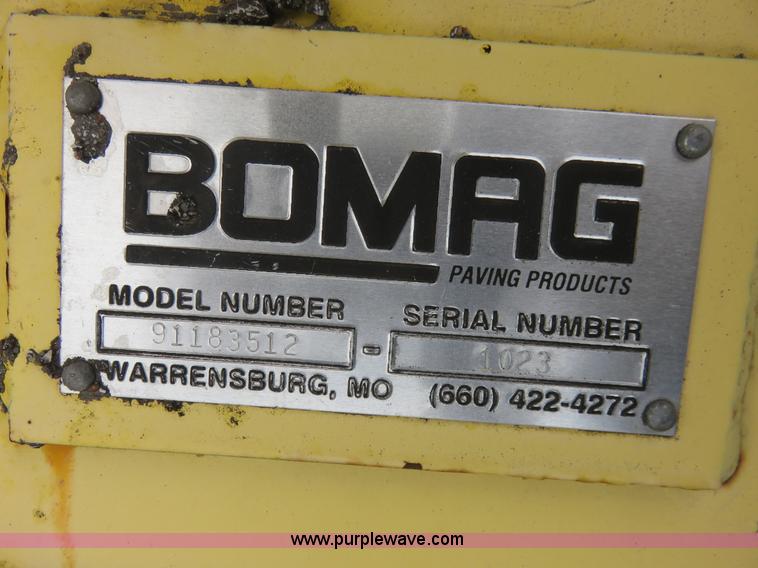 BOMAG
PAVING PRODUCTS
MODEL NUMBER SERIAL NUMBER
91183512 - 1023
WARRENSBURG, MO (660) 422-4272
www.purplewave.com